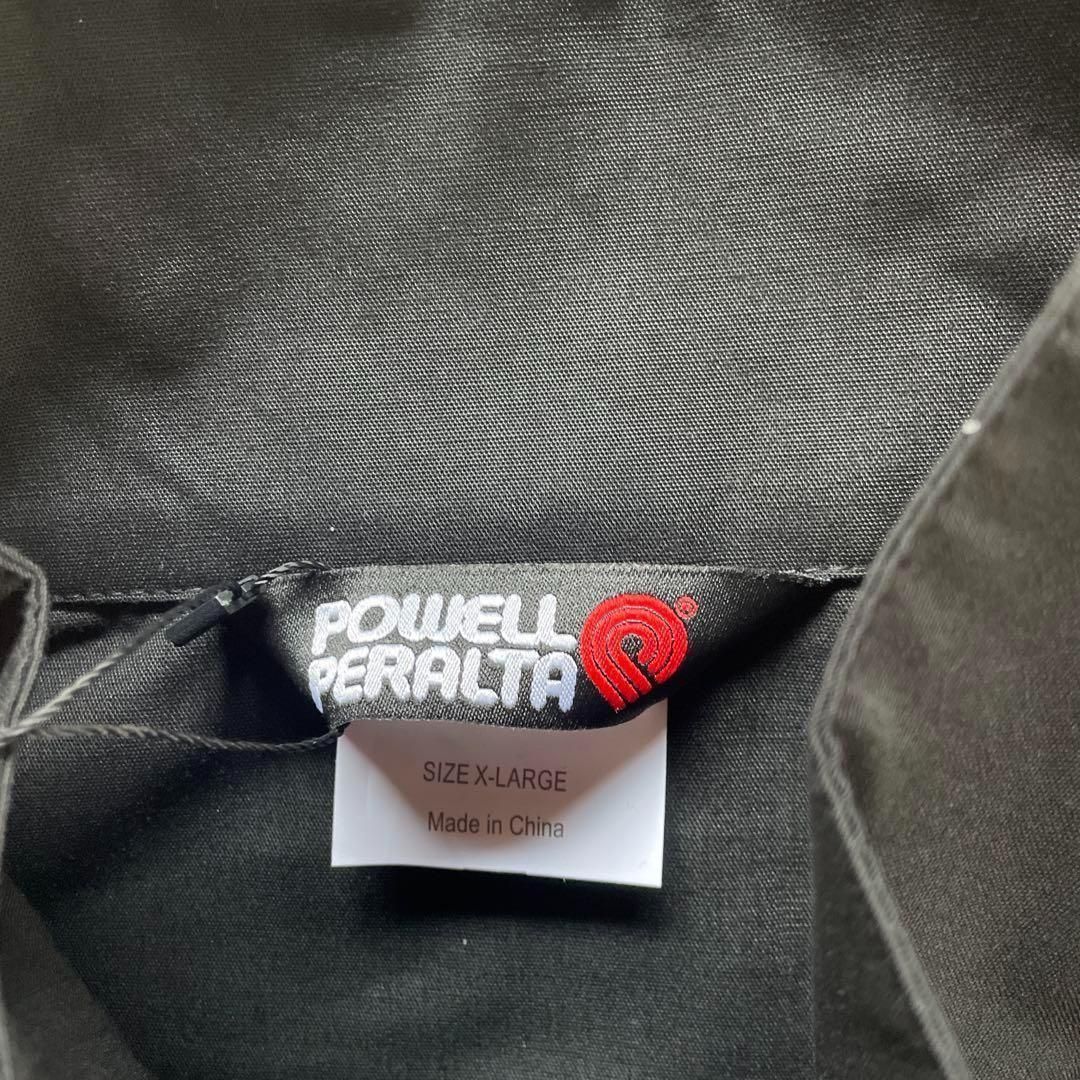 POWELL
PERALTA
SIZE X-LARGE
Made in China